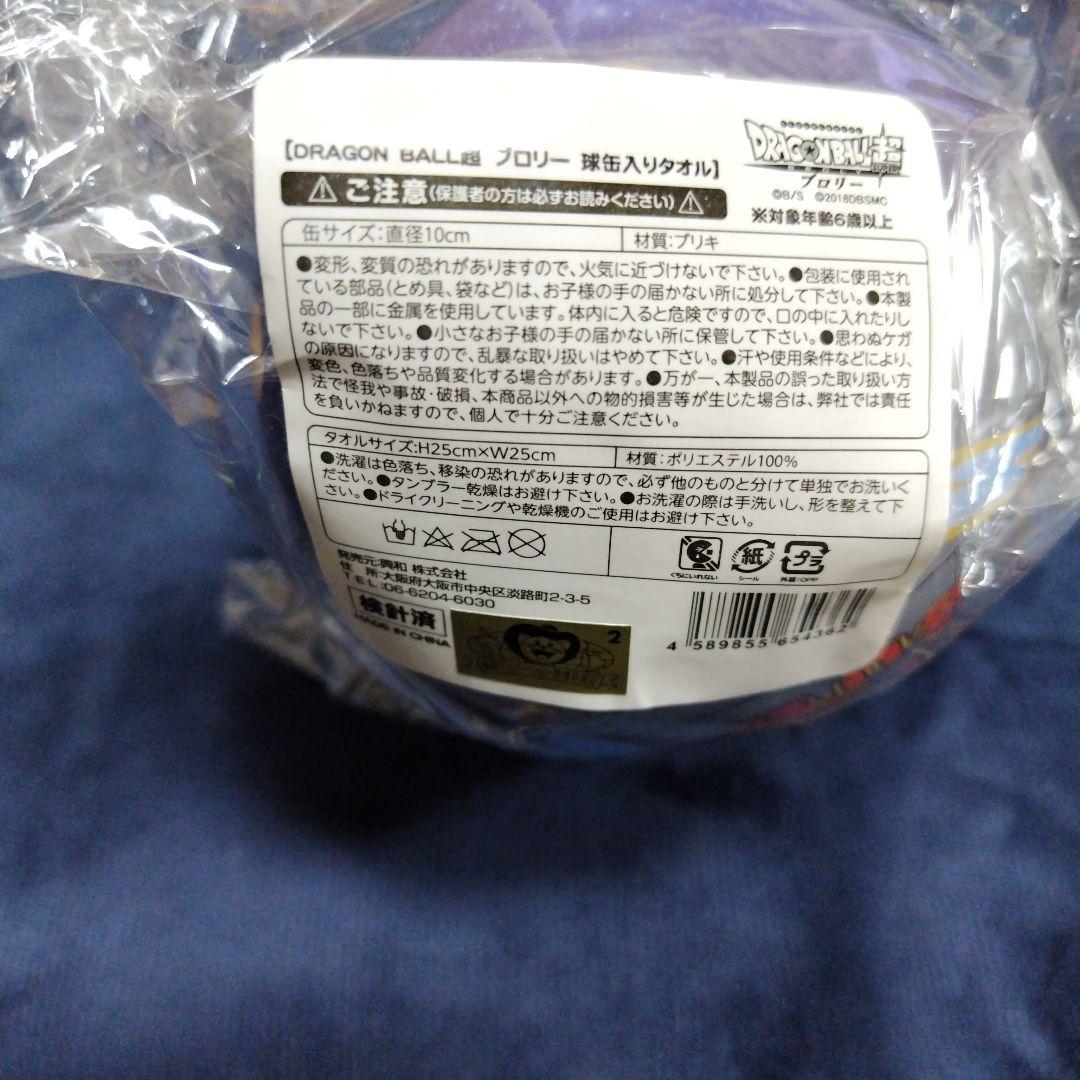 【DRAGON BALL超 ブロリー 球缶入りタオル】
DRAGON BALL超
SUPER
ブロリー
©B/S ©2018DBSMC
※対象年齢6歳以上
ご注意(保護者の方は必ずお読みください)
缶サイズ:直径10cm
材質:ブリキ
●変形、変質の恐れがありますので、火気に近づけないで下さい。●包装に使用され
ている部品(とめ具、袋など)は、お子様の手の届かない所に処分して下さい。●本製
品の一部に金属を使用しています。体内に入ると危険ですので、口の中に入れたりし
ないで下さい。●小さなお子様の手の届かない所に保管して下さい。●思わぬケガ
の原因になりますので、乱暴な取り扱いはやめて下さい。●汗や使用条件などにより、
変色、色落ちや品質変化する場合があります。●万が一、本製品の誤った取り扱い方
法で怪我や事故・破損、本商品以外への物的損害等が生じた場合は、弊社では責任
を負いかねますので、個人で十分ご注意ください。
タオルサイズ:H25cm×W25cm
材質:ポリエステル100%
●洗濯は色落ち、移染の恐れがありますので、必ず他のものと分けて単独でお洗いく
ださい。●タンブラー乾燥はお避け下さい。●お洗濯の際は手洗いし、形を整えて下
さい。●ドライクリーニングや乾燥機のご使用はお避け下さい。
くちにいれない
紙
シール
プラ
外装:OPP
発売元:興和 株式会社
住 所:大阪府大阪市中央区淡路町2-3-5
TEL:06-6204-6030
検針済
MADE IN CHINA
2
4 589855 654382